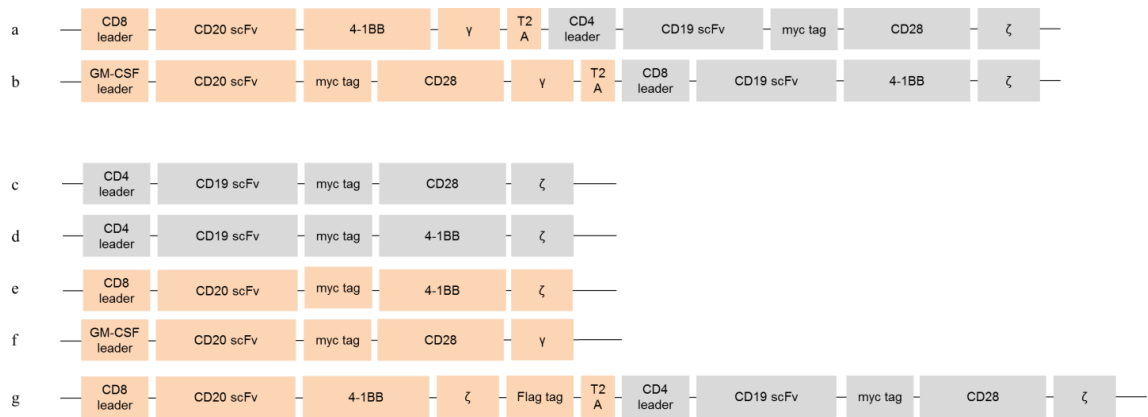 a CD8 leader CD20 scFv 4-1BB γ T2 A CD4 leader CD19 scFv myc tag CD28 ζ
b GM-CSF leader CD20 scFv myc tag CD28 γ T2 A CD8 leader CD19 scFv 4-1BB ζ
c CD4 leader CD19 scFv myc tag CD28 ζ
d CD4 leader CD19 scFv myc tag 4-1BB ζ
e CD8 leader CD20 scFv myc tag 4-1BB ζ
f GM-CSF leader CD20 scFv myc tag CD28 γ
g CD8 leader CD20 scFv 4-1BB ζ Flag tag T2 A CD4 leader CD19 scFv myc tag CD28 ζ